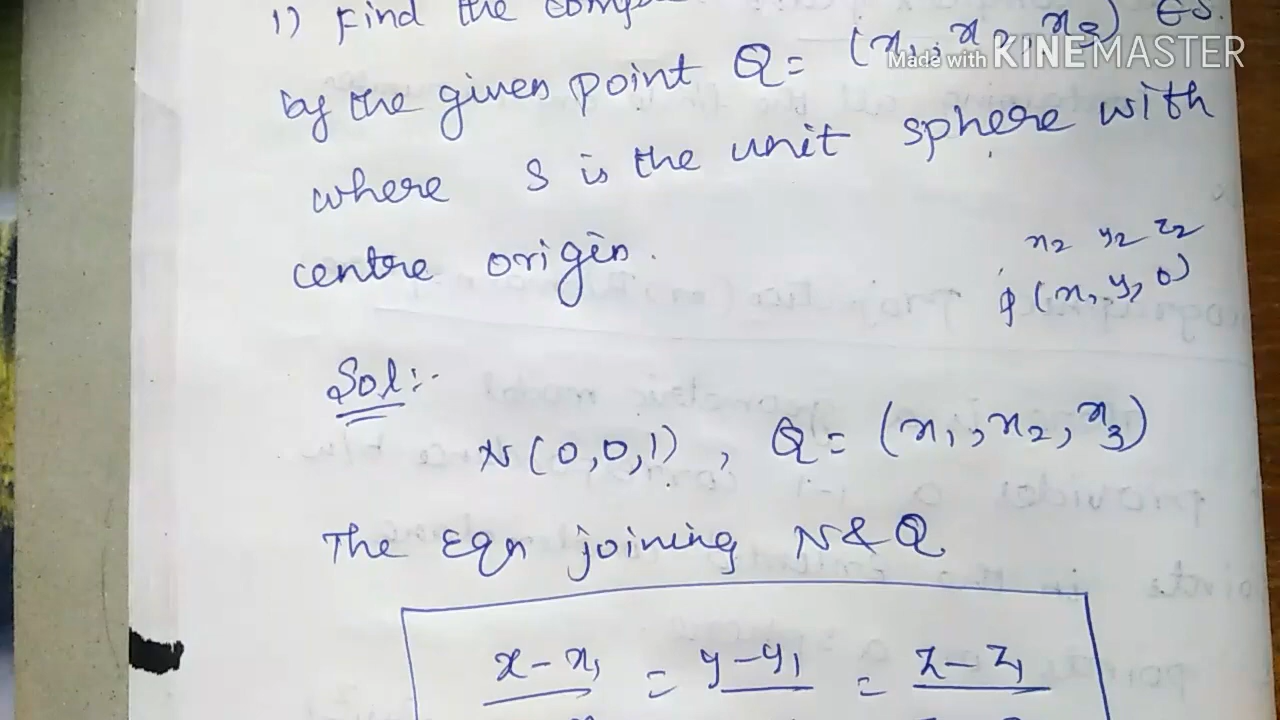 1) Find the
by the given point Q = (x₁, x₂, x₃) ∈ S.
Made with KINEMASTER
where S is the unit sphere with
centre origin.
x₂ y₂ z₂
(x, y, 0)
Sol:-
N(0,0,1), Q = (x₁, x₂, x₃)
The Eqn joining N & Q
x - x₁ = y - y₁ = z - z₁